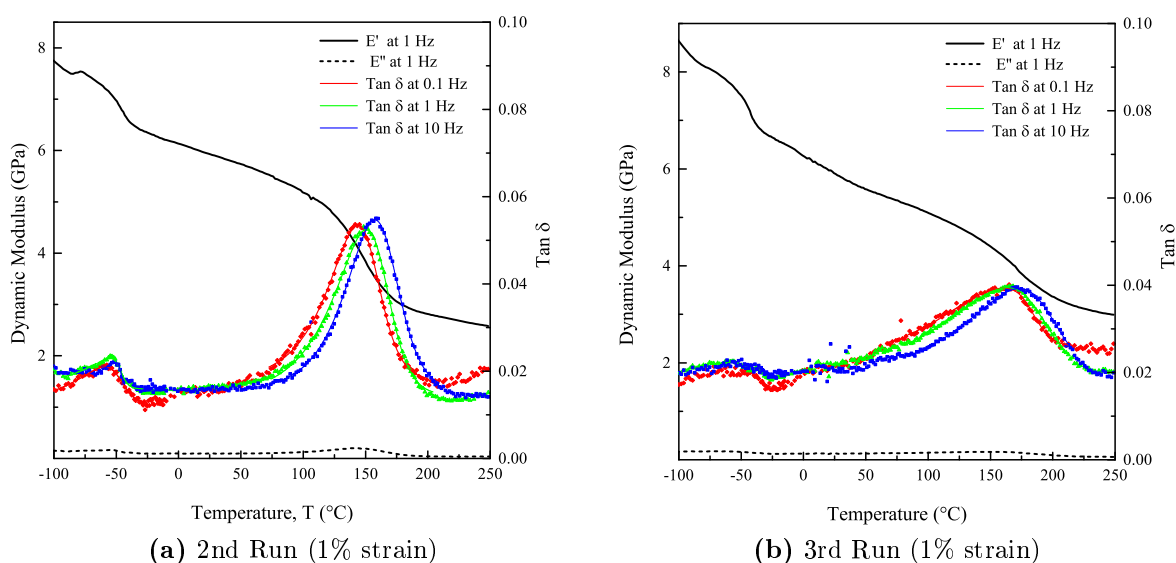 0.10
8
6
4
2
0.08
0.06
0.04
0.02
0.00
E' at 1 Hz
E" at 1 Hz
Tan δ at 0.1 Hz
Tan δ at 1 Hz
Tan δ at 10 Hz
Dynamic Modulus (GPa)
Tan δ
-100 -50 0 50 100 150 200 250
Temperature, T (°C)
(a) 2nd Run (1% strain)
0.10
8
6
4
2
0.08
0.06
0.04
0.02
0.00
E' at 1 Hz
E" at 1 Hz
Tan δ at 0.1 Hz
Tan δ at 1 Hz
Tan δ at 10 Hz
Dynamic Modulus (GPa)
Tan δ
-100 -50 0 50 100 150 200 250
Temperature (°C)
(b) 3rd Run (1% strain)